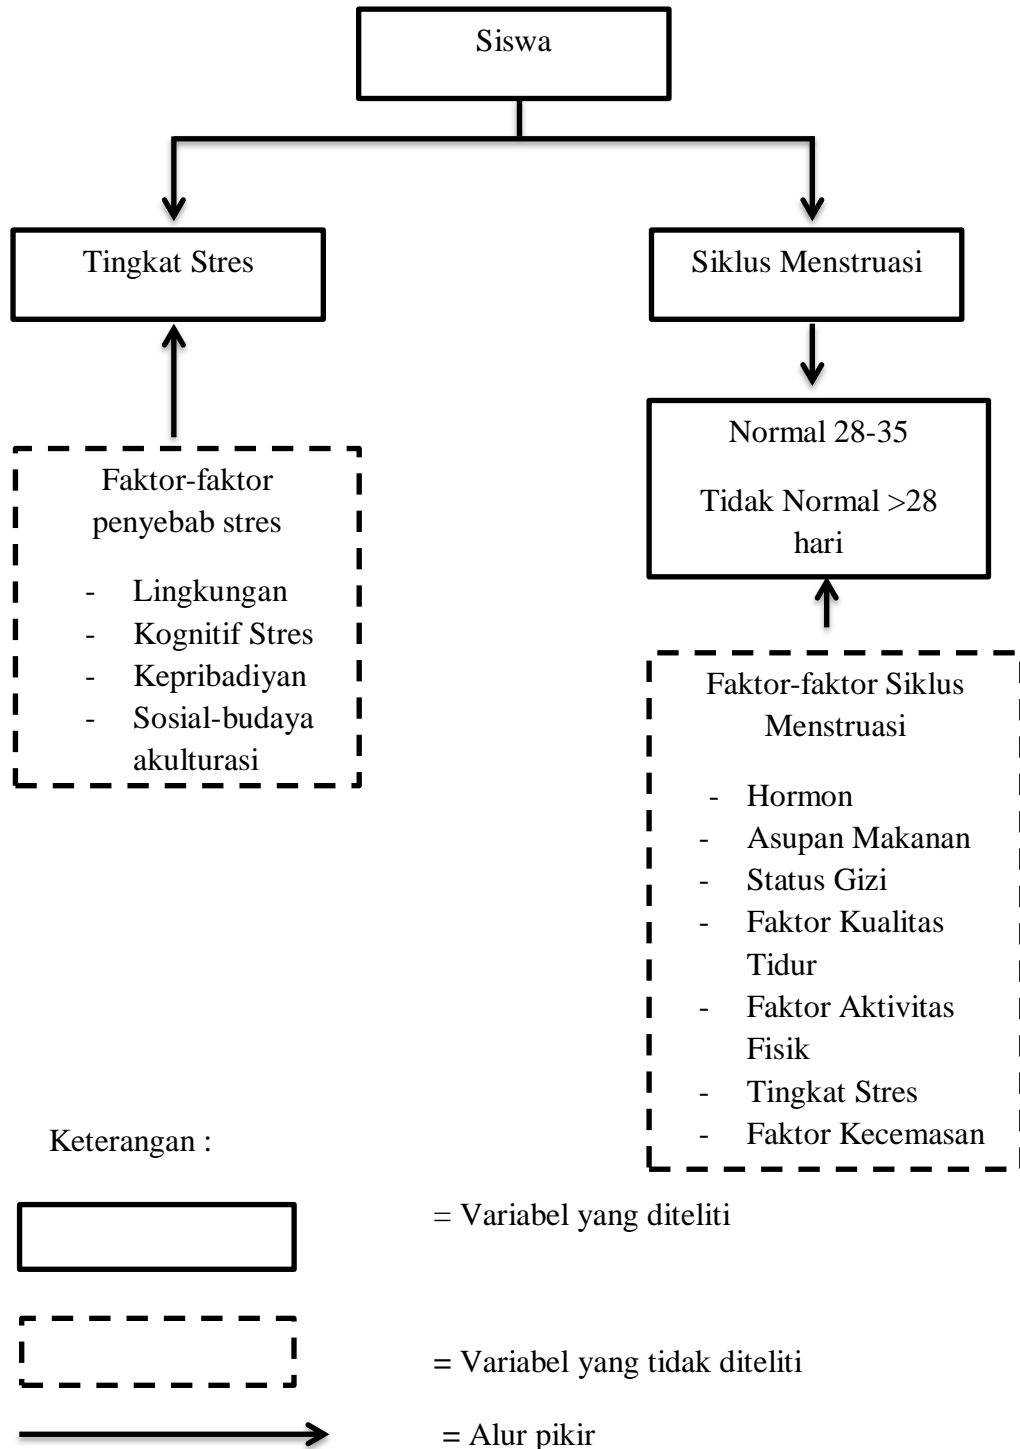 Siswa
Tingkat Stres
Siklus Menstruasi
Normal 28-35
Tidak Normal >28
hari
Faktor-faktor
penyebab stres
- Lingkungan
- Kognitif Stres
- Kepribadiyan
- Sosial-budaya
akulturasi
Faktor-faktor Siklus
Menstruasi
- Hormon
- Asupan Makanan
- Status Gizi
- Faktor Kualitas
Tidur
- Faktor Aktivitas
Fisik
- Tingkat Stres
- Faktor Kecemasan
Keterangan :
= Variabel yang diteliti
= Variabel yang tidak diteliti
= Alur pikir